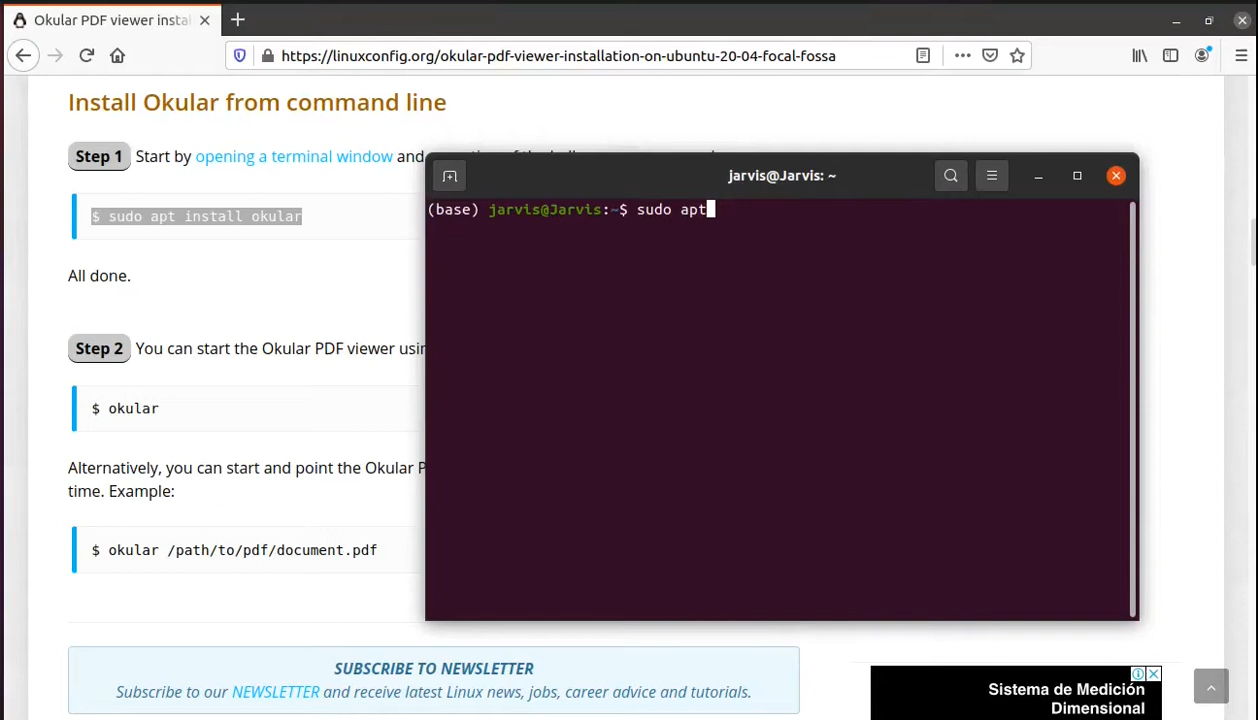 Okular PDF viewer insta
https://linuxconfig.org/okular-pdf-viewer-installation-on-ubuntu-20-04-focal-fossa
Install Okular from command line
Step 1 Start by opening a terminal window and
$ sudo apt install okular
All done.
Step 2 You can start the Okular PDF viewer usin
$ okular
Alternatively, you can start and point the Okular P
time. Example:
$ okular /path/to/pdf/document.pdf
jarvis@Jarvis: ~
(base) jarvis@Jarvis:~$ sudo apt
SUBSCRIBE TO NEWSLETTER
Subscribe to our NEWSLETTER and receive latest Linux news, jobs, career advice and tutorials.
Sistema de Medición
Dimensional